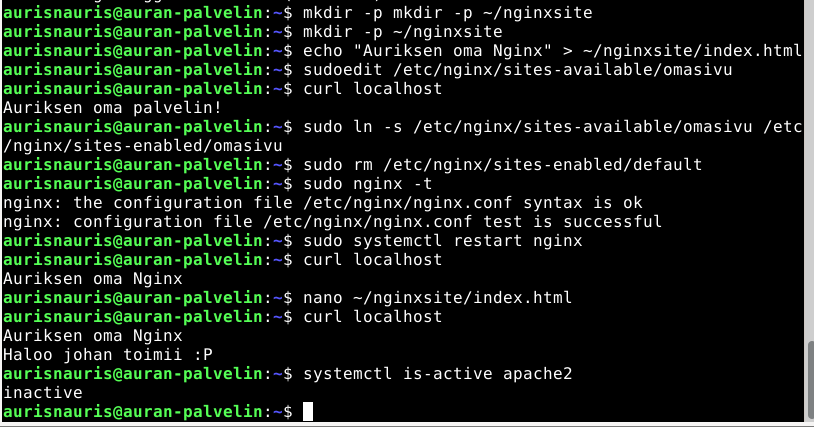 aurisnauris@auran-palvelin:~$ mkdir -p mkdir -p ~/nginxsite
aurisnauris@auran-palvelin:~$ mkdir -p ~/nginxsite
aurisnauris@auran-palvelin:~$ echo "Auriksen oma Nginx" > ~/nginxsite/index.html
aurisnauris@auran-palvelin:~$ sudoedit /etc/nginx/sites-available/omasivu
aurisnauris@auran-palvelin:~$ curl localhost
Auriksen oma palvelin!
aurisnauris@auran-palvelin:~$ sudo ln -s /etc/nginx/sites-available/omasivu /etc
/nginx/sites-enabled/omasivu
aurisnauris@auran-palvelin:~$ sudo rm /etc/nginx/sites-enabled/default
aurisnauris@auran-palvelin:~$ sudo nginx -t
nginx: the configuration file /etc/nginx/nginx.conf syntax is ok
nginx: configuration file /etc/nginx/nginx.conf test is successful
aurisnauris@auran-palvelin:~$ sudo systemctl restart nginx
aurisnauris@auran-palvelin:~$ curl localhost
Auriksen oma Nginx
aurisnauris@auran-palvelin:~$ nano ~/nginxsite/index.html
aurisnauris@auran-palvelin:~$ curl localhost
Auriksen oma Nginx
Haloo johan toimii :P
aurisnauris@auran-palvelin:~$ systemctl is-active apache2
inactive
aurisnauris@auran-palvelin:~$